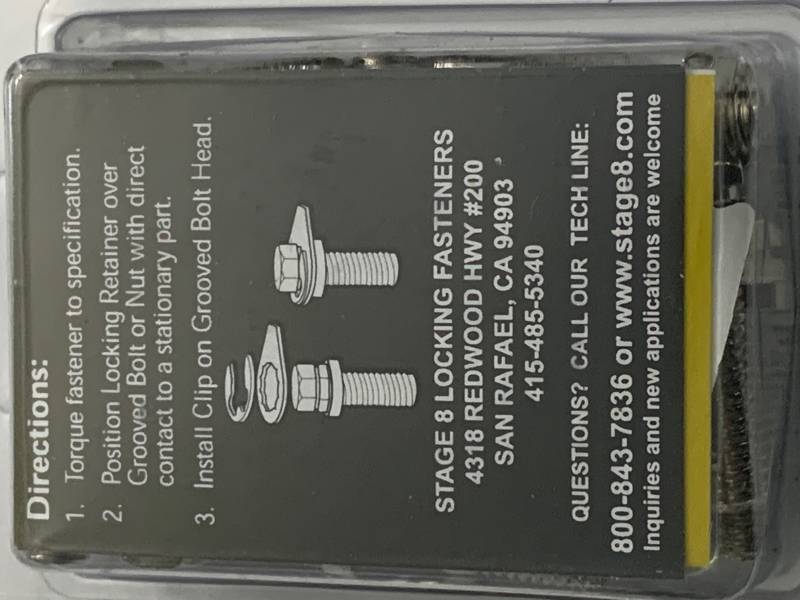 Directions:
1. Torque fastener to specification.
2. Position Locking Retainer over
Grooved Bolt or Nut with direct
contact to a stationary part.
3. Install Clip on Grooved Bolt Head.
STAGE 8 LOCKING FASTENERS
4318 REDWOOD HWY #200
SAN RAFAEL, CA 94903
415-485-5340
QUESTIONS? CALL OUR TECH LINE:
800-843-7836 or www.stage8.com
Inquiries and new applications are welcome